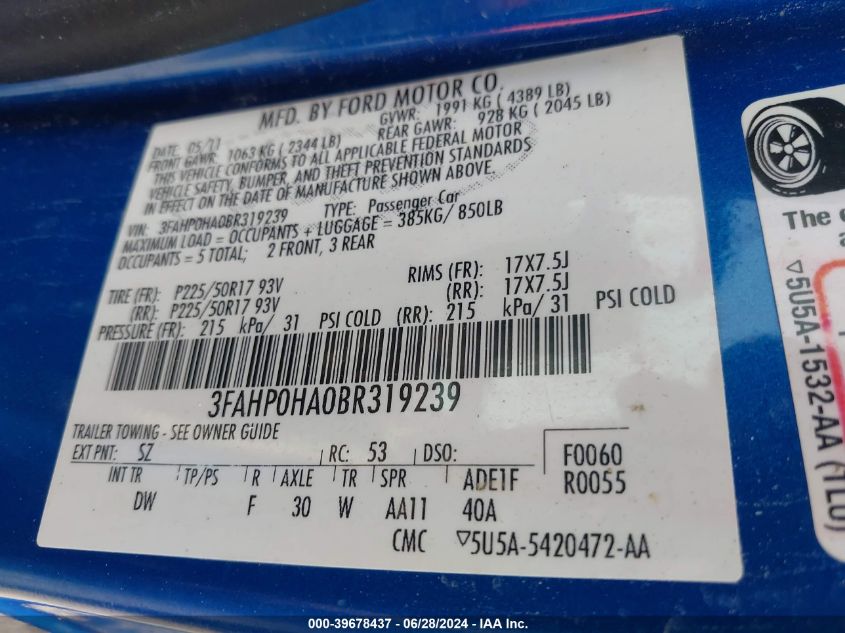 MFD. BY FORD MOTOR CO.
DATE: 05/11 GVWR: 1991 KG ( 4389 LB)
FRONT GAWR: 1063 KG ( 2344 LB) REAR GAWR: 928 KG ( 2045 LB)
THIS VEHICLE CONFORMS TO ALL APPLICABLE FEDERAL MOTOR
VEHICLE SAFETY, BUMPER, AND THEFT PREVENTION STANDARDS
IN EFFECT ON THE DATE OF MANUFACTURE SHOWN ABOVE
VIN: 3FAHP0HA0BR319239 TYPE: Passenger Car
MAXIMUM LOAD = OCCUPANTS + LUGGAGE = 385KG/ 850LB
OCCUPANTS = 5 TOTAL; 2 FRONT, 3 REAR
TIRE (FR): P225/50R17 93V RIMS (FR): 17X7.5J
(RR): P225/50R17 93V (RR): 17X7.5J
PRESSURE (FR): 215 kPa/ 31 PSI COLD (RR): 215 kPa/ 31 PSI COLD
3FAHP0HA0BR319239
TRAILER TOWING - SEE OWNER GUIDE
EXT PNT: SZ RC: 53 DSO: F0060
INT TR TP/PS R AXLE TR SPR ADE1F R0055
DW F 30 W AA11 40A
CMC ▽5U5A-5420472-AA
The
▽5U5A-1532-AA (1L0)
000-39678437 - 06/28/2024 - IAA Inc.